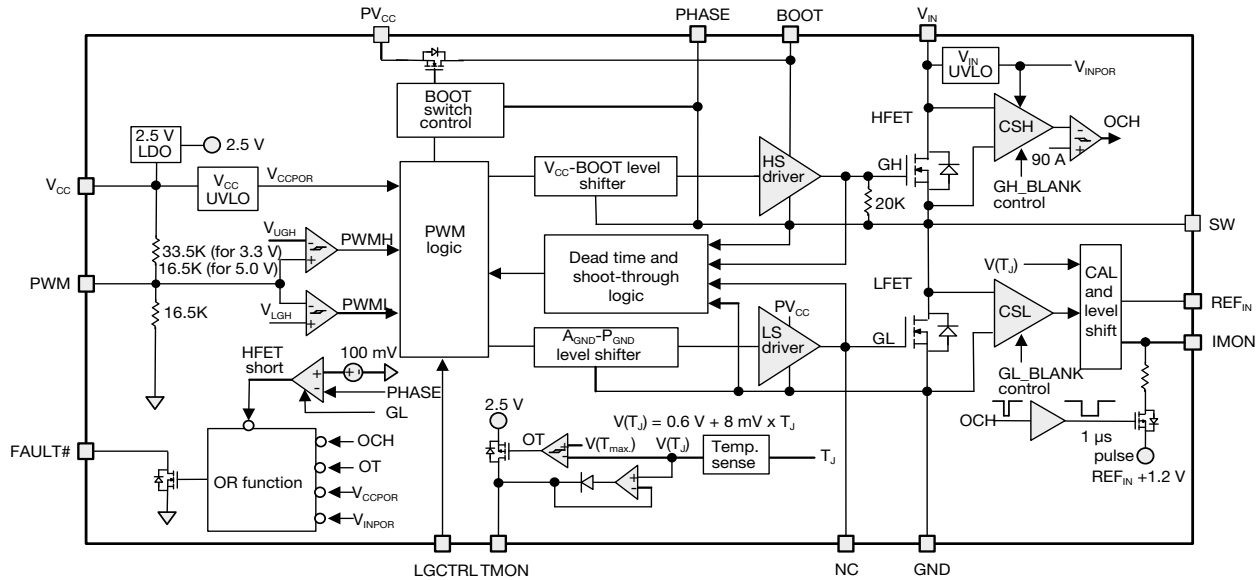 PVCC
PHASE
BOOT
VIN
VIN
UVLO
VINPOR
BOOT
switch
control
HFET
CSH
OCH
90 A
GH_BLANK
control
2.5 V
LDO
2.5 V
VCC
VCC
UVLO
VCCPOR
VCC-BOOT level
shifter
HS
driver
GH
20K
SW
PWM
logic
VUGH
PWMH
33.5K (for 3.3 V)
16.5K (for 5.0 V)
Dead time and
shoot-through
logic
PWM
16.5K
VLGH
PWML
LFET
V(TJ)
CSL
CAL
and
level
shift
REFIN
IMON
AGND-PGND
level shifter
PVCC
LS
driver
GL
GL_BLANK
control
HFET
short
100 mV
PHASE
GL
OCH
1 µs
pulse
REFIN +1.2 V
2.5 V
V(TJ) = 0.6 V + 8 mV x TJ
OT
V(Tmax.)
V(TJ)
Temp.
sense
TJ
FAULT#
OR function
OCH
OT
VCCPOR
VINPOR
LGCTRL
TMON
NC
GND